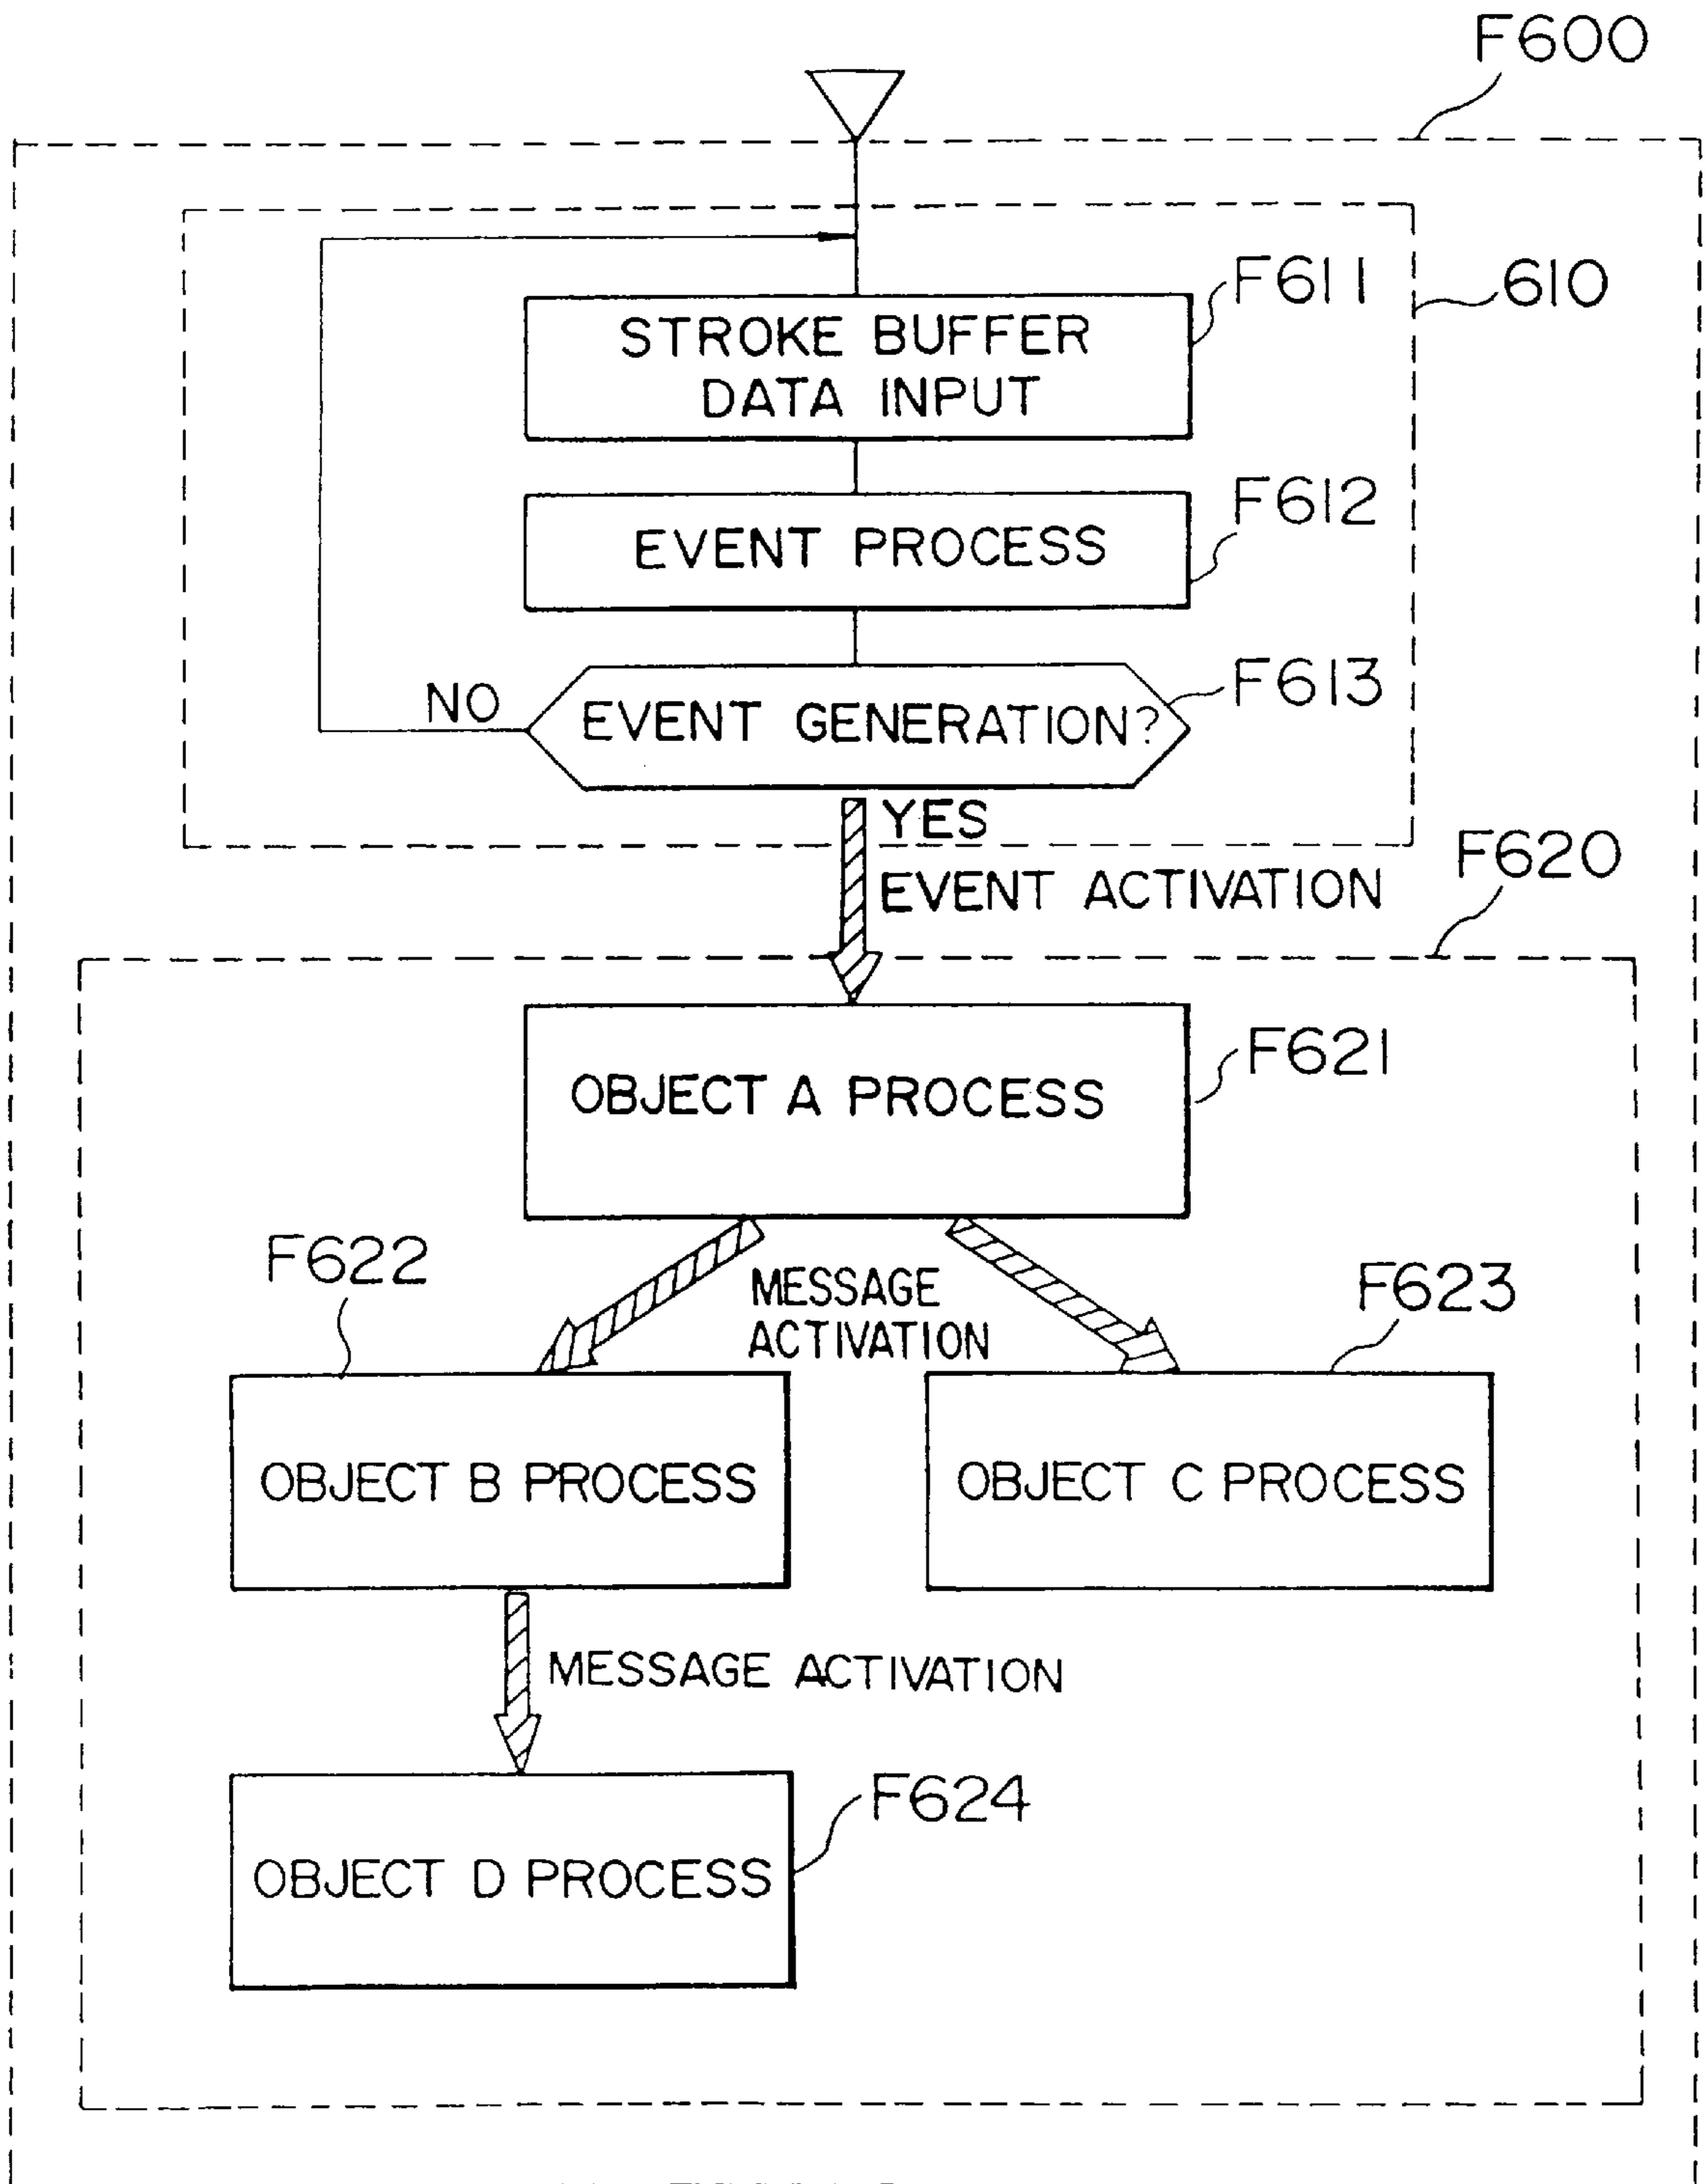 F600
F611
610
STROKE BUFFER
DATA INPUT
F612
EVENT PROCESS
F613
NO
EVENT GENERATION?
YES
F620
EVENT ACTIVATION
F621
OBJECT A PROCESS
F622
MESSAGE
ACTIVATION
F623
OBJECT B PROCESS
OBJECT C PROCESS
MESSAGE ACTIVATION
F624
OBJECT D PROCESS